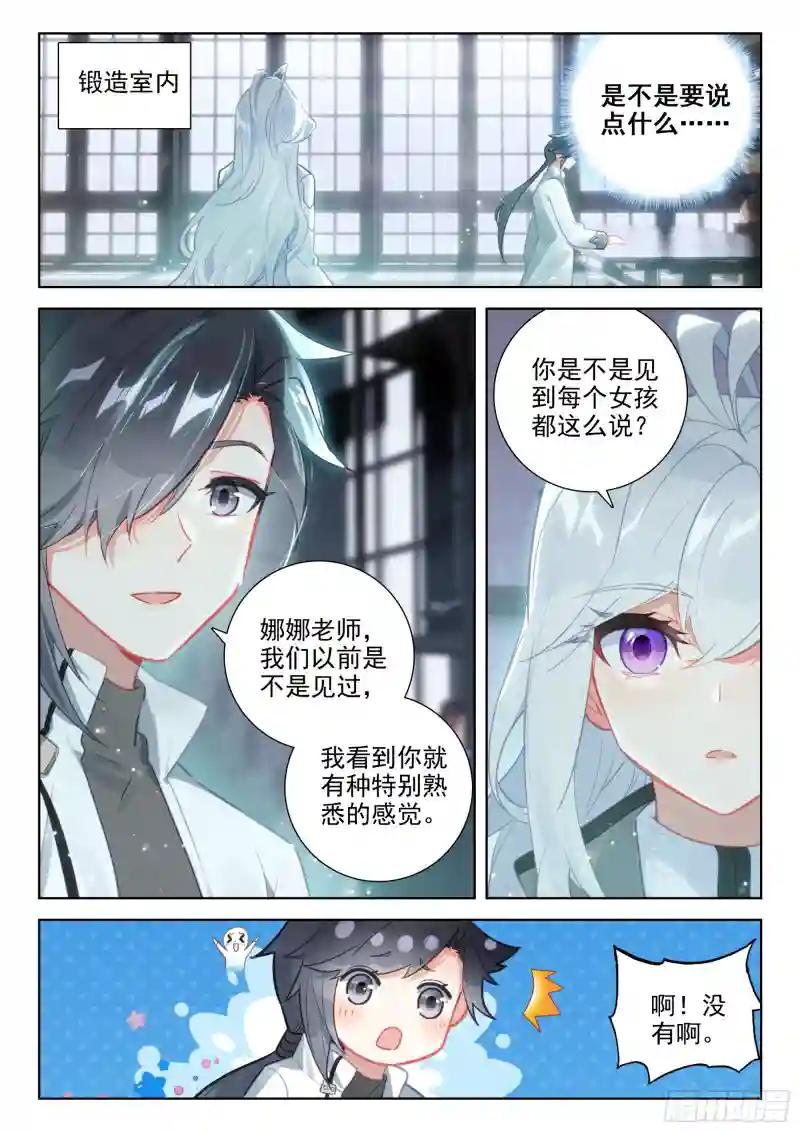 锻造室内
是不是要说
点什么……
娜娜老师，
我们以前是
不是见过，
我看到你就
有种特别熟
悉的感觉。
你是不是见
到每个女孩
都这么说？
啊！没
有啊。